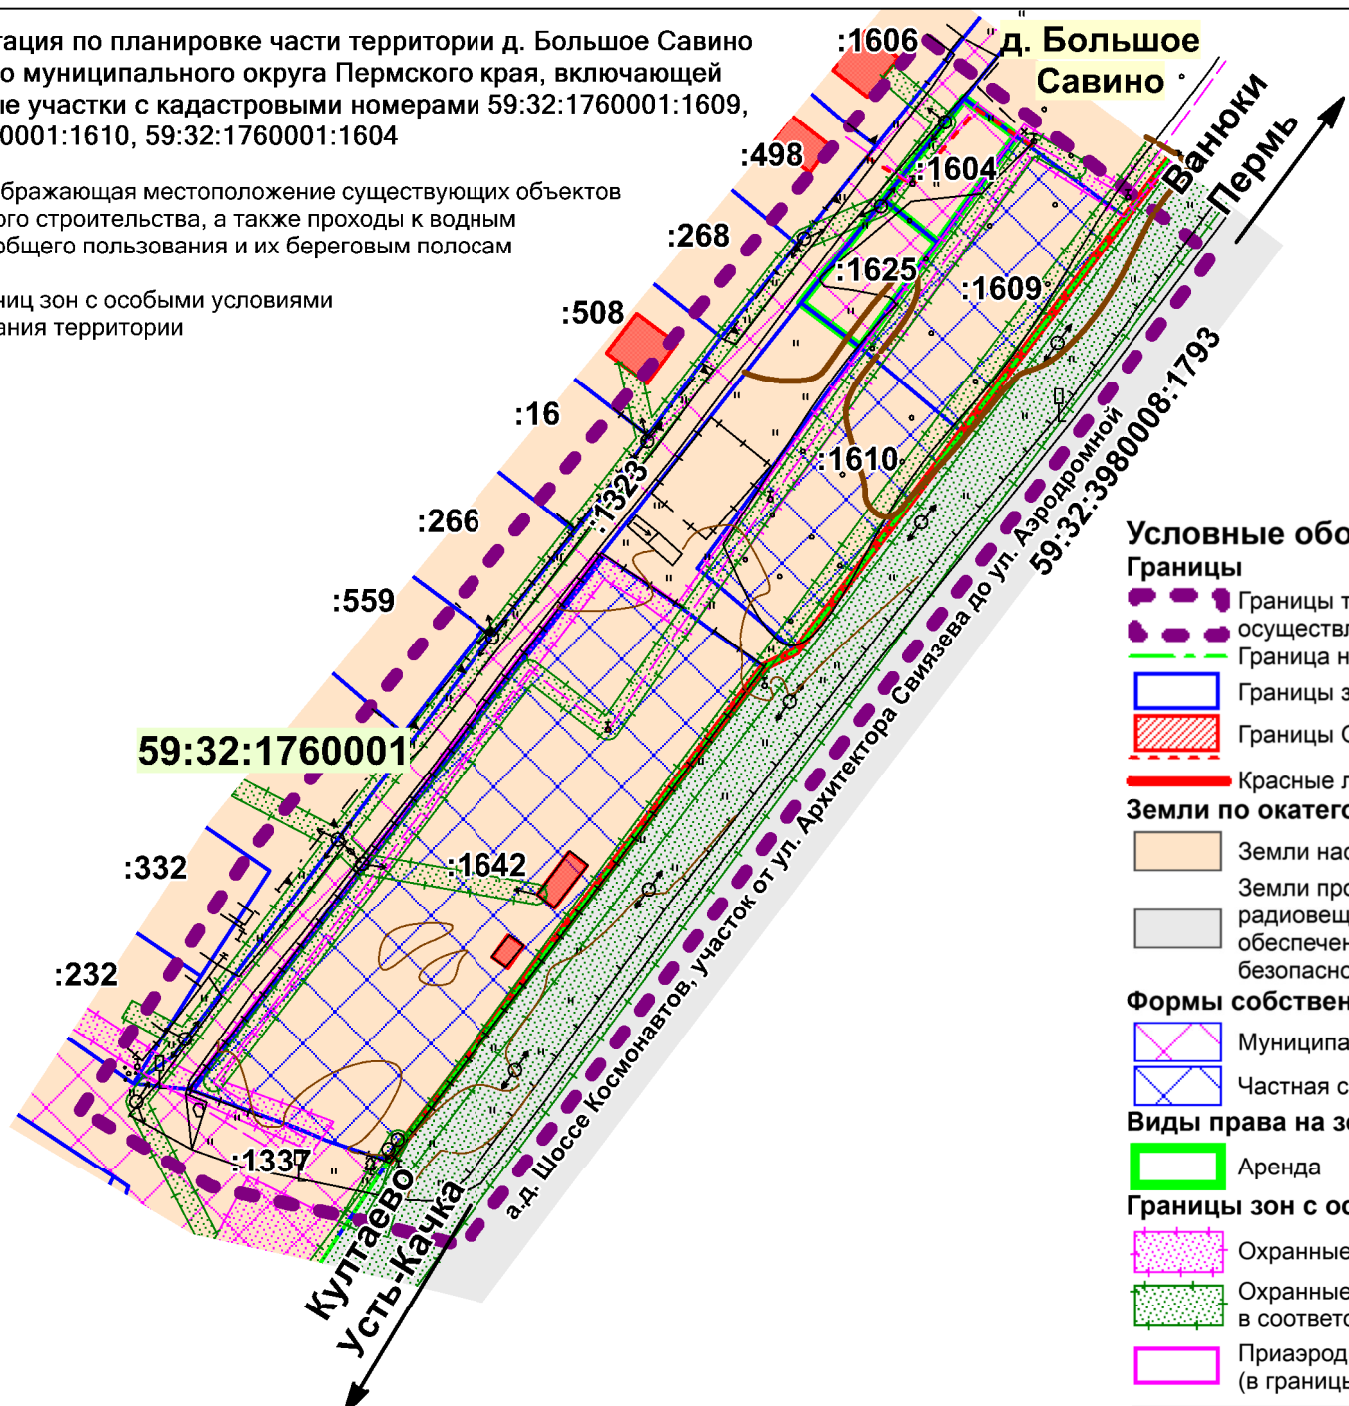 тация по планировке части территории д. Большое Савино
о муниципального округа Пермского края, включающей
ые участки с кадастровыми номерами 59:32:1760001:1609,
0001:1610, 59:32:1760001:1604
бражающая местоположение существующих объектов
ого строительства, а также проходы к водным
общего пользования и их береговым полосам
ниц зон с особыми условиями
ания территории
:1606
д. Большое
Савино
Ванюки
Пермь
:498
:1604
:268
:1625
:1609
:508
:16
:1323
:1610
:266
:559
59:32:1760001
:332
:1642
:232
:1337
59:32:3980008:1793
а.д. Шоссе Космонавтов, участок от ул. Архитектора Свиязева до ул. Аэродромной
Култаево
Усть-Качка
Условные обо
Границы
Границы т
осуществл
Граница н
Границы з
Границы О
Красные л
Земли по окатего
Земли нас
Земли про
радиовещ
обеспечен
безопасно
Формы собствен
Муниципа
Частная с
Виды права на зе
Аренда
Границы зон с ос
Охранные
Охранные
в соответс
Приаэрод
(в границы